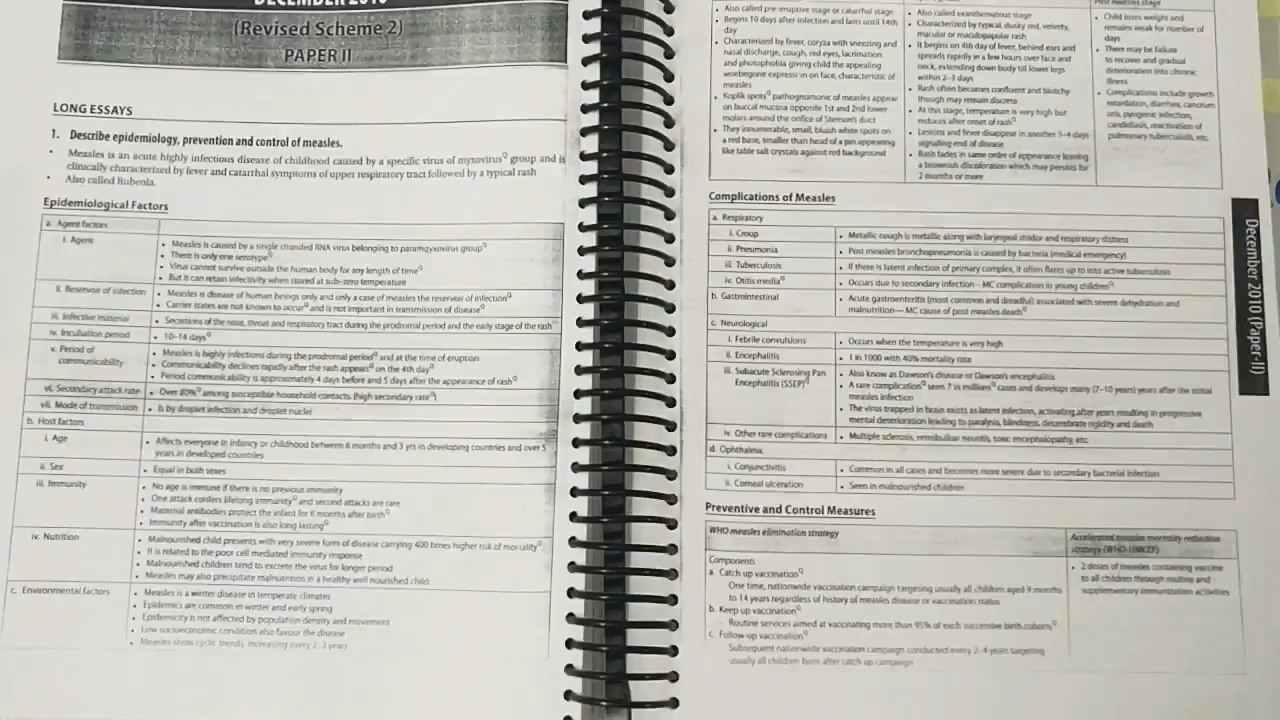 DECEMBER 2010
(Revised Scheme 2)
PAPER II
LONG ESSAYS
1. Describe epidemiology, prevention and control of measles.
• Measles is an acute highly infectious disease of childhood caused by a specific virus of myxovirusQ group and is
clinically characterized by fever and catarrhal symptoms of upper respiratory tract followed by a typical rash
• Also called Rubeola.
Epidemiological Factors
a. Agent factors
i. Agent
• Measles is caused by a single stranded RNA virus belonging to paramyxovirus groupQ
• There is only one serotypeQ
• Virus cannot survive outside the human body for any length of timeQ
• But it can retain infectivity when stored at sub-zero temperature
ii. Reservoir of infection
• Measles is disease of human beings only and only a case of measles the reservoir of infectionQ
• Carrier states are not known to occurQ and is not important in transmission of diseaseQ
iii. Infective material
• Secretions of the nose, throat and respiratory tract during the prodromal period and the early stage of the rash
iv. Incubation period
• 10–14 daysQ
v. Period of
communicability
• Measles is highly infectious during the prodromal periodQ and at the time of eruption
• Communicability declines rapidly after the rash appearsQ on the 4th dayQ
• Period communicability is approximately 4 days before and 5 days after the appearance of rashQ
vi. Secondary attack rate
• Over 80%Q among susceptible household contacts. (high secondary rateQ)
vii. Mode of transmission
• Is by droplet infection and droplet nuclei
b. Host factors
i. Age
• Affects everyone in infancy or childhood between 6 months and 3 yrs in developing countries and over 5
years in developed countries
ii. Sex
• Equal in both sexes
iii. Immunity
• No age is immune if there is no previous immunity
• One attack confers lifelong immunityQ and second attacks are rare
• Maternal antibodies protect the infant for 6 months after birthQ
• Immunity after vaccination is also long lastingQ
iv. Nutrition
• Malnourished child presents with very severe form of disease carrying 400 times higher risk of mortalityQ
• It is related to the poor cell mediated immunity response
• Malnourished children tend to excrete the virus for longer period
• Measles may also precipitate malnutrition in a healthy well nourished child
c. Environmental factors
• Measles is a winter disease in temperate climates
• Epidemics are common in winter and early spring
• Epidemicity is not affected by population density and movement
• Low socioeconomic condition also favour the disease
• Measles show cyclic trends, increasing every 2-3 years
• Also called pre-eruptive stage or catarrhal stage
• Begins 10 days after infection and lasts until 14th
day
• Characterized by fever, coryza with sneezing and
nasal discharge, cough, red eyes, lacrimation
and photophobia giving child the appealing
woebegone expressi on on face, characteristic of
measles
• Koplik spotsQ pathognomonic of measles appear
on buccal mucosa opposite 1st and 2nd lower
molars around the orifice of Stenson's duct
• They innumerable, small, bluish white spots on
a red base, smaller than head of a pin appearing
like table salt crystals against red background
• Also called exanthematous stage
• Characterized by typical, dusky red, velvety,
macular or maculopapular rash
• It begins on 4th day of fever, behind ears and
spreads rapidly in a few hours over face and
neck, extending down body till lower legs
within 2–3 days
• Rash often becomes confluent and blotchy
though may remain discrete
• At this stage, temperature is very high but
reduces after onset of rashQ
• Lesions and fever disappear in another 3–4 days
signalling end of disease
• Rash fades in same order of appearance leaving
a brownish discoloration which may persists for
2 months or more
Post measles stage
• Child loses weight and
remains weak for number of
days
• There may be failure
to recover and gradual
deterioration into chronic
illness
• Complications include growth
retardation, diarrhea, cancrum
oris, pyogenic infection,
candidiasis, reactivation of
pulmonary tuberculosis, etc.
Complications of Measles
a. Respiratory
i. Croup
• Metallic cough is metallic along with laryngeal stridor and respiratory distress
ii. Pneumonia
• Post measles bronchopneumonia is caused by bacteria (medical emergency)
iii. Tuberculosis
• If there is latent infection of primary complex, it often flares up to into active tuberculosis
iv. Otitis mediaQ
• Occurs due to secondary infection - MC complication in young childrenQ
b. Gastrointestinal
• Acute gastroenteritis (most common and dreadful) associated with severe dehydration and
malnutrition— MC cause of post measles deathQ
c. Neurological
i. Febrile convulsions
• Occurs when the temperature is very high
ii. Encephalitis
• 1 in 1000 with 40% mortality rate
iii. Subacute Sclerosing Pan
Encephalitis (SSEP)Q
• Also know as Dawson's disease or Dawson's encephalitis
• A rare complicationQ seen 7 in millionsQ cases and develops many (7–10 years) years after the initial
measles infection
• The virus trapped in brain exists as latent infection, activating after years resulting in progressive
mental deterioration leading to paralysis, blindness, decerebrate rigidity and death
iv. Other rare complications
• Multiple sclerosis, retrobulbar neuritis, toxic encephalopathy, etc
d. Ophthalmic
i. Conjunctivitis
• Common in all cases and becomes more severe due to secondary bacterial infections
ii. Corneal ulceration
• Seen in malnourished children
Preventive and Control Measures
WHO measles elimination strategy
Accelerated measles mortality reduction
strategy (WHO-UNICEF)
Components
a. Catch up vaccinationQ
One time, nationwide vaccination campaign targeting usually all children aged 9 months
to 14 years regardless of history of measles disease or vaccination status
b. Keep up vaccinationQ
Routine services aimed at vaccinating more than 95% of each successive birth cohortsQ
c. Follow-up vaccinationQ
Subsequent nationwide vaccination campaign conducted every 2–4 years targeting
usually all children born after catch up campaign
• 2 doses of measles containing vaccine
to all children through routine and
supplementary immunization activities
December 2010 (Paper-II)